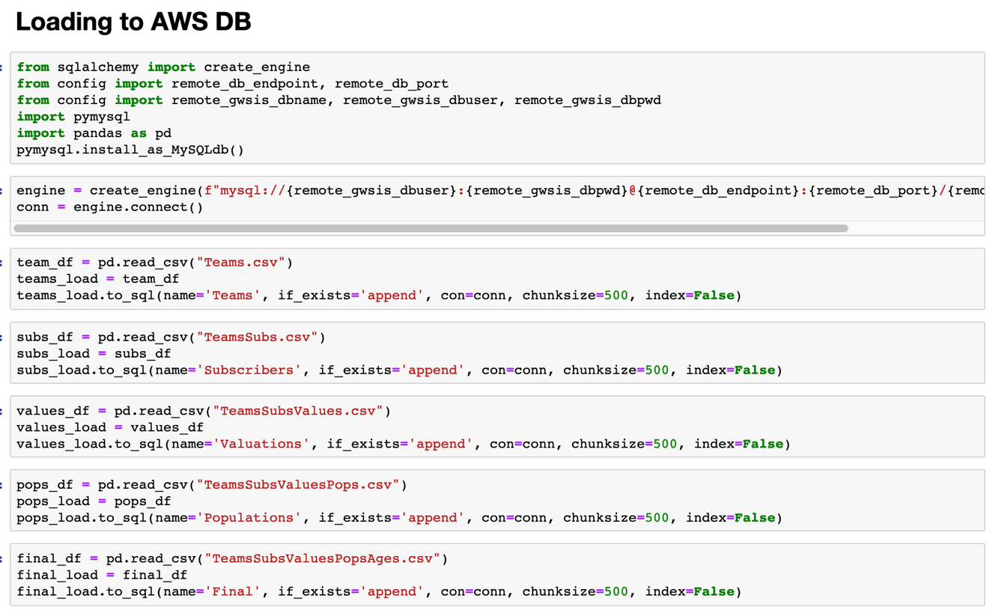 Loading to AWS DB
from sqlalchemy import create_engine
from config import remote_db_endpoint, remote_db_port
from config import remote_gwsis_dbname, remote_gwsis_dbuser, remote_gwsis_dbpwd
import pymysql
import pandas as pd
pymysql.install_as_MySQLdb()
engine = create_engine(f"mysql://{remote_gwsis_dbuser}:{remote_gwsis_dbpwd}@{remote_db_endpoint}:{remote_db_port}/{remo
conn = engine.connect()
team_df = pd.read_csv("Teams.csv")
teams_load = team_df
teams_load.to_sql(name='Teams', if_exists='append', con=conn, chunksize=500, index=False)
subs_df = pd.read_csv("TeamsSubs.csv")
subs_load = subs_df
subs_load.to_sql(name='Subscribers', if_exists='append', con=conn, chunksize=500, index=False)
values_df = pd.read_csv("TeamsSubsValues.csv")
values_load = values_df
values_load.to_sql(name='Valuations', if_exists='append', con=conn, chunksize=500, index=False)
pops_df = pd.read_csv("TeamsSubsValuesPops.csv")
pops_load = pops_df
pops_load.to_sql(name='Populations', if_exists='append', con=conn, chunksize=500, index=False)
final_df = pd.read_csv("TeamsSubsValuesPopsAges.csv")
final_load = final_df
final_load.to_sql(name='Final', if_exists='append', con=conn, chunksize=500, index=False)